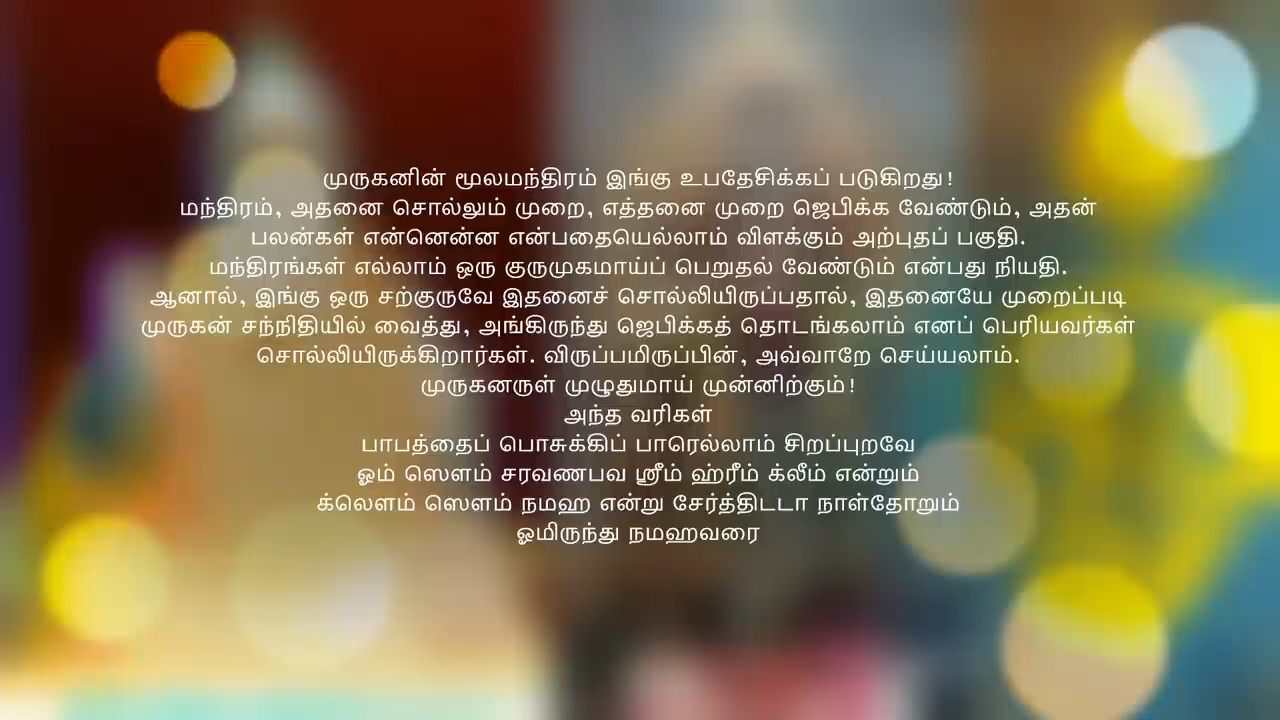 முருகனின் மூலமந்திரம் இங்கு உபதேசிக்கப் படுகிறது!
மந்திரம், அதனை சொல்லும் முறை, எத்தனை முறை ஜெபிக்க வேண்டும், அதன்
பலன்கள் என்னென்ன என்பதையெல்லாம் விளக்கும் அற்புதப் பகுதி.
மந்திரங்கள் எல்லாம் ஒரு குருமுகமாய்ப் பெறுதல் வேண்டும் என்பது நியதி.
ஆனால், இங்கு ஒரு சற்குருவே இதனைச் சொல்லியிருப்பதால், இதனையே முறைப்படி
முருகன் சந்நிதியில் வைத்து, அங்கிருந்து ஜெபிக்கத் தொடங்கலாம் எனப் பெரியவர்கள்
சொல்லியிருக்கிறார்கள். விருப்பமிருப்பின், அவ்வாறே செய்யலாம்.
முருகனருள் முழுதுமாய் முன்னிற்கும்!
அந்த வரிகள்
பாபத்தைப் பொசுக்கிப் பாரெல்லாம் சிறப்புறவே
ஓம் ஸௌம் சரவணபவ ஸ்ரீம் ஹ்ரீம் க்லீம் என்றும்
க்லௌம் ஸௌம் நமஹ என்று சேர்த்திடடா நாள்தோறும்
ஓமிருந்து நமஹவரை